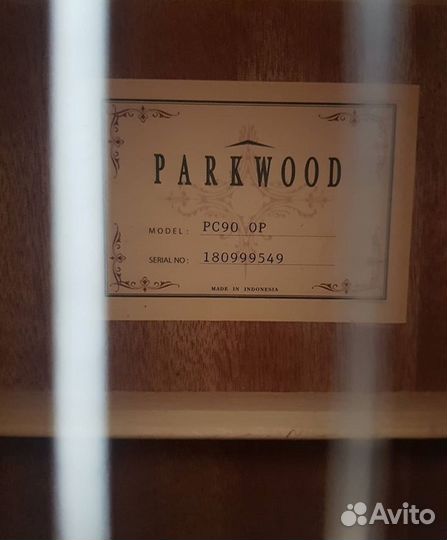 PARKWOOD
MODEL: PC90 OP
SERIAL NO: 180999549
MADE IN INDONESIA
Avito